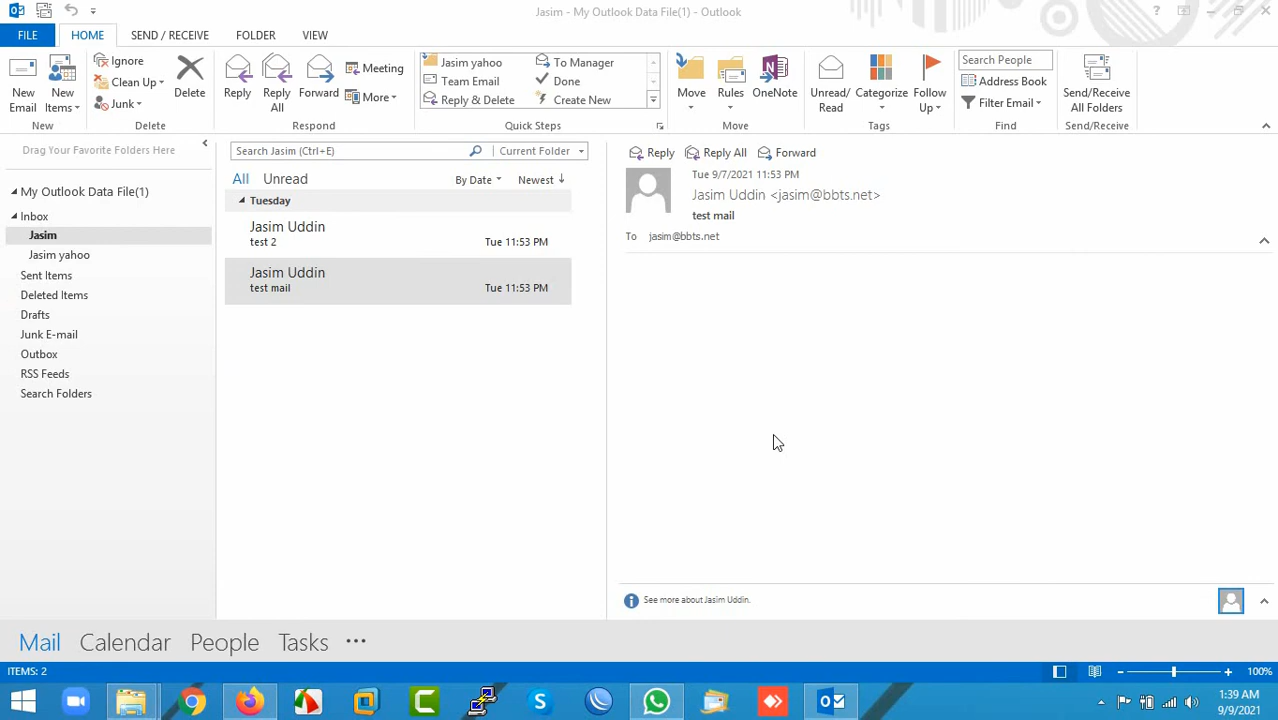 Jasim - My Outlook Data File(1) - Outlook
?
FILE
HOME
SEND / RECEIVE
FOLDER
VIEW
New
Email
New
Items
Ignore
Clean Up
Junk
Delete
Reply
Reply
All
Forward
Meeting
More
Jasim yahoo
Team Email
Reply & Delete
To Manager
Done
Create New
Move
Rules
OneNote
Unread/
Read
Categorize
Follow
Up
Search People
Address Book
Filter Email
Send/Receive
All Folders
New
Delete
Respond
Quick Steps
Move
Tags
Find
Send/Receive
Drag Your Favorite Folders Here
My Outlook Data File(1)
Inbox
Jasim
Jasim yahoo
Sent Items
Deleted Items
Drafts
Junk E-mail
Outbox
RSS Feeds
Search Folders
Search Jasim (Ctrl+E)
Current Folder
All
Unread
By Date
Newest
Tuesday
Jasim Uddin
test 2
Tue 11:53 PM
Jasim Uddin
test mail
Tue 11:53 PM
Reply
Reply All
Forward
Tue 9/7/2021 11:53 PM
Jasim Uddin <jasim@bbts.net>
test mail
To jasim@bbts.net
See more about Jasim Uddin.
Mail
Calendar
People
Tasks
ITEMS: 2
100%
1:39 AM
9/9/2021